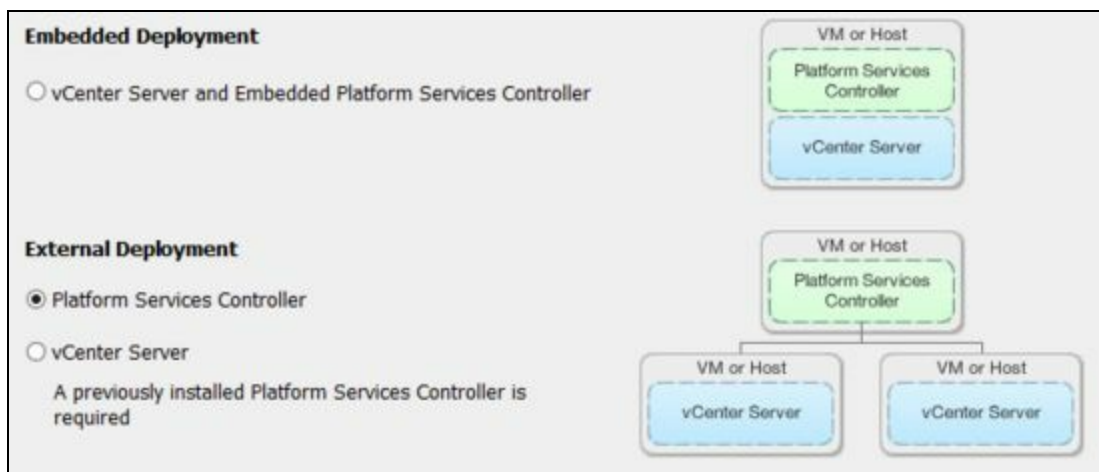 Embedded Deployment
vCenter Server and Embedded Platform Services Controller
VM or Host
Platform Services
Controller
vCenter Server
External Deployment
Platform Services Controller
vCenter Server
A previously installed Platform Services Controller is
required
VM or Host
Platform Services
Controller
VM or Host
vCenter Server
VM or Host
vCenter Server